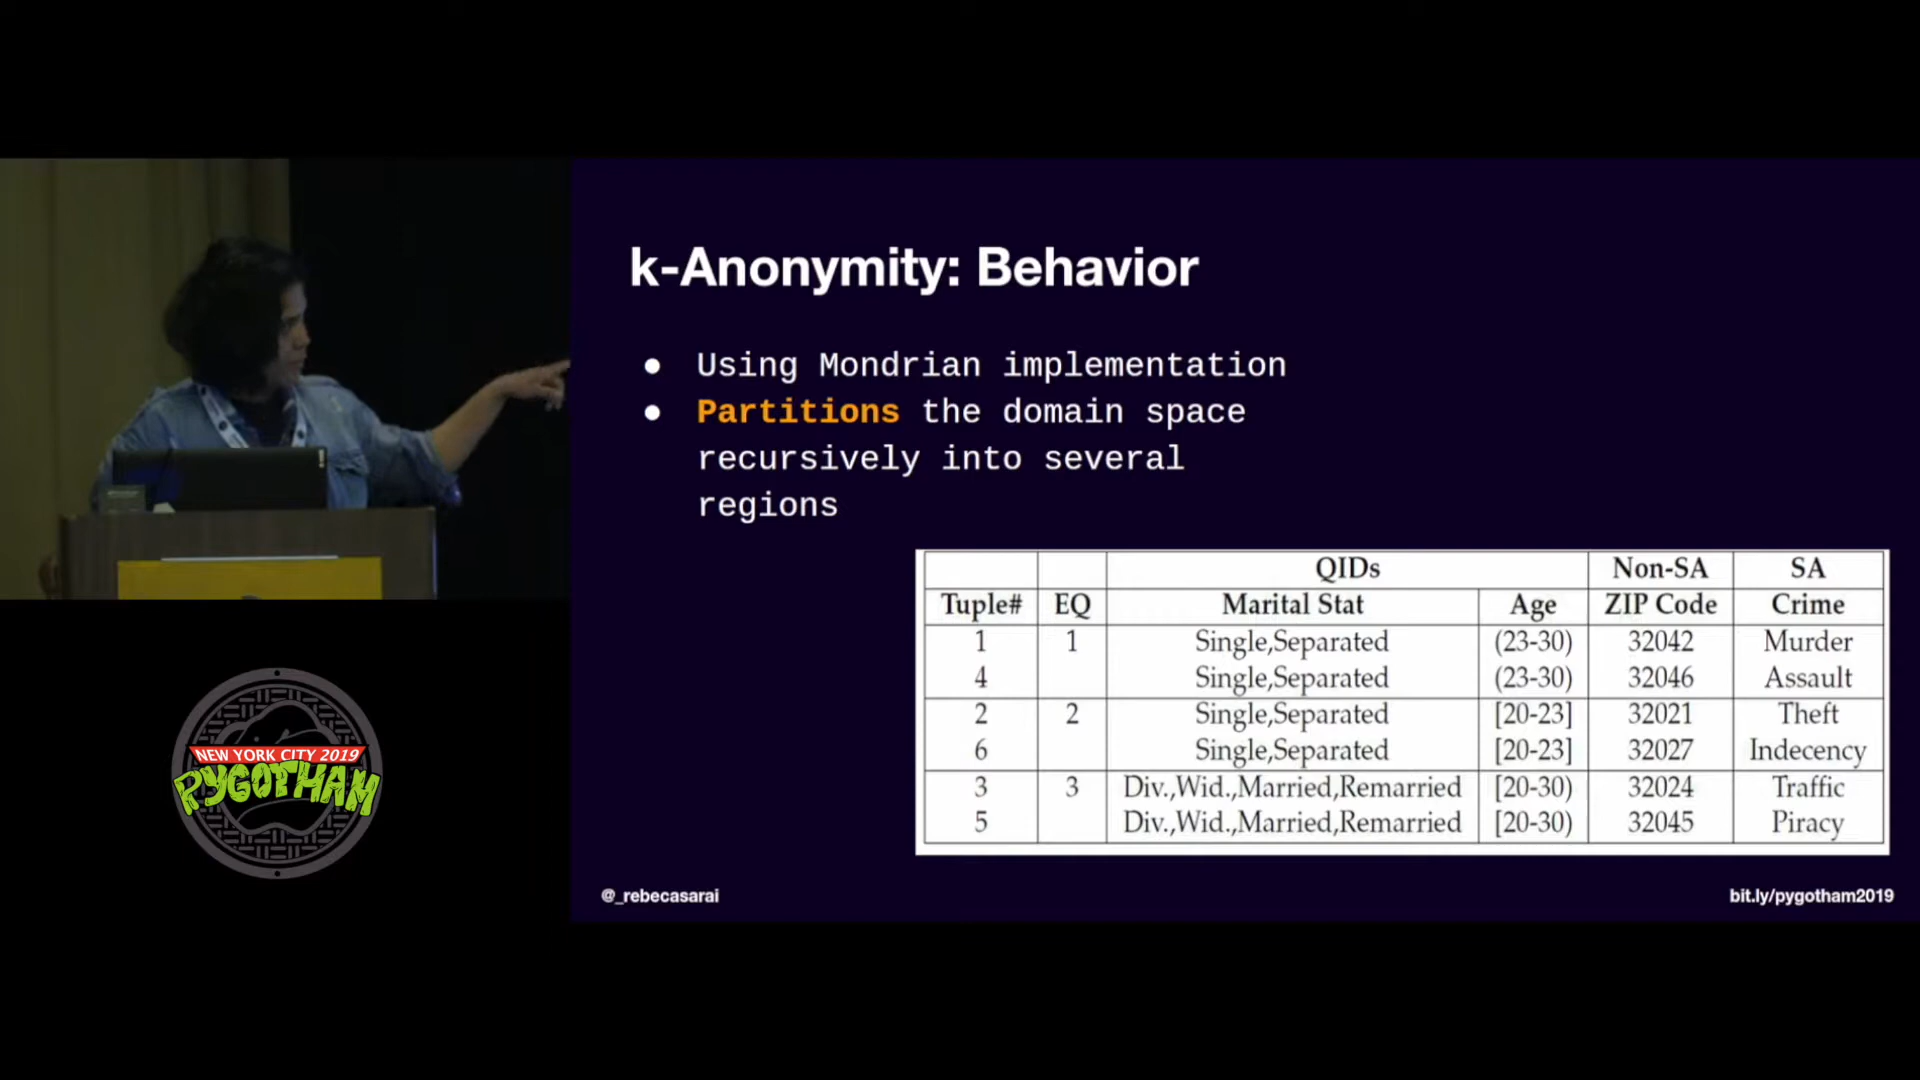 k-Anonymity: Behavior
● Using Mondrian implementation
● Partitions the domain space
recursively into several
regions
QIDs Non-SA SA
Tuple# EQ Marital Stat Age ZIP Code Crime
1 1 Single,Separated (23-30) 32042 Murder
4 Single,Separated (23-30) 32046 Assault
2 2 Single,Separated [20-23] 32021 Theft
6 Single,Separated [20-23] 32027 Indecency
3 3 Div.,Wid.,Married,Remarried [20-30) 32024 Traffic
5 Div.,Wid.,Married,Remarried [20-30) 32045 Piracy
@_rebecasarai
bit.ly/pygotham2019
NEW YORK CITY 2019
PYGOTHAM